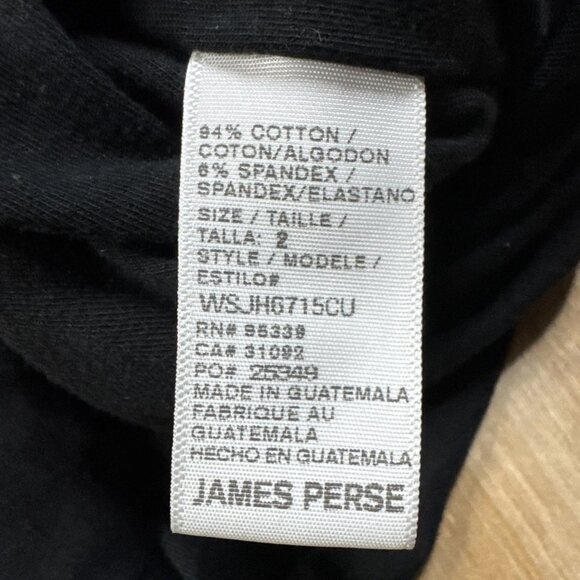 94% COTTON /
COTON/ALGODON
6% SPANDEX /
SPANDEX/ELASTANO
SIZE / TAILLE /
TALLA: 2
STYLE / MODELE /
ESTILO#
WSJH6715CU
RN# 95339
CA# 31092
PO# 25349
MADE IN GUATEMALA
FABRIQUE AU
GUATEMALA
HECHO EN GUATEMALA
JAMES PERSE